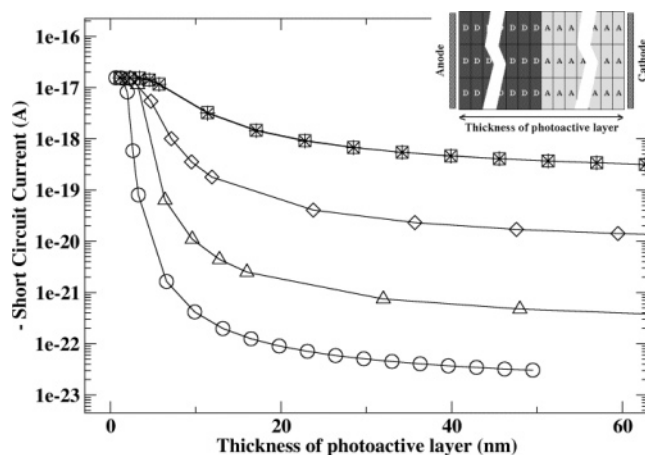 1e-16
1e-17
1e-18
1e-19
1e-20
1e-21
1e-22
1e-23
- Short Circuit Current (A)
0 20 40 60
Thickness of photoactive layer (nm)
Anode
Cathode
Thickness of photoactive layer